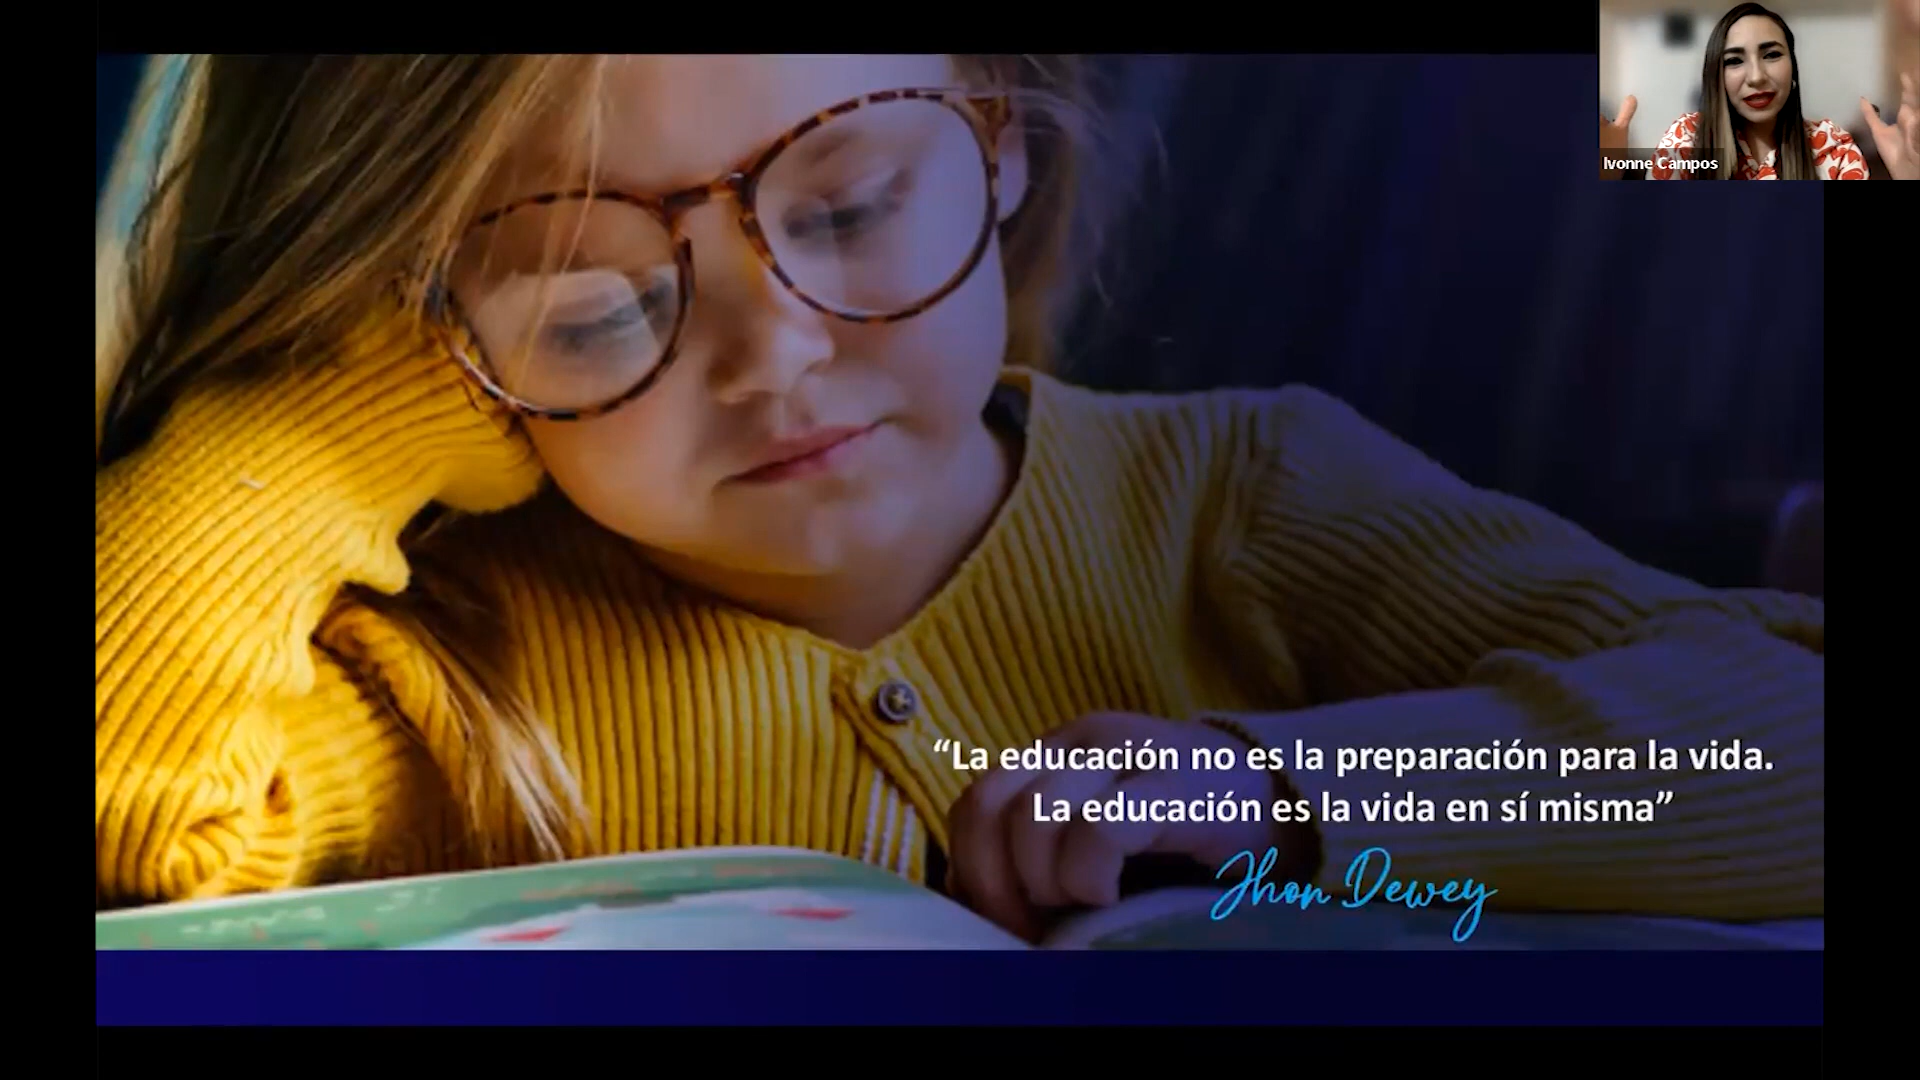 Ivonne Campos
“La educación no es la preparación para la vida.
La educación es la vida en sí misma”
Jhon Dewey